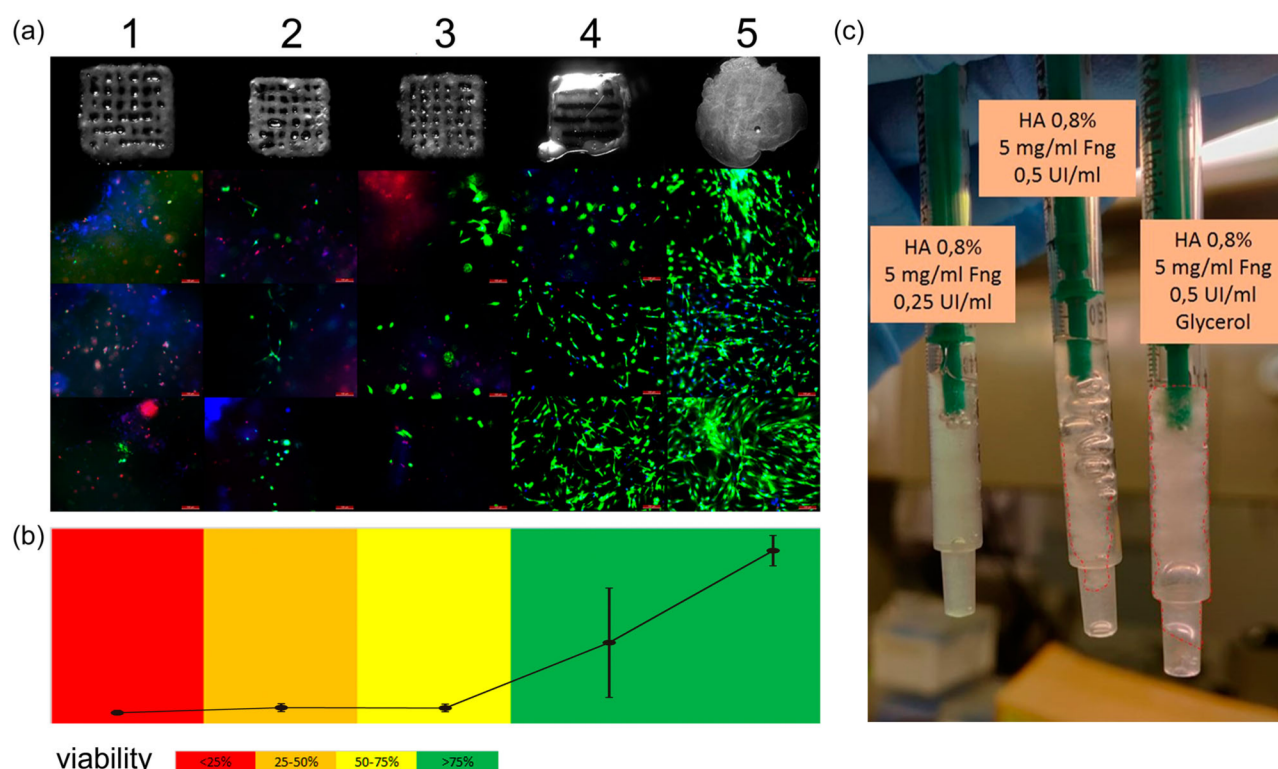 (a)
1 2 3 4 5
(b)
viability
<25% 25-50% 50-75% >75%
(c)
HA 0,8%
5 mg/ml Fng
0,25 UI/ml
HA 0,8%
5 mg/ml Fng
0,5 UI/ml
HA 0,8%
5 mg/ml Fng
0,5 UI/ml
Glycerol